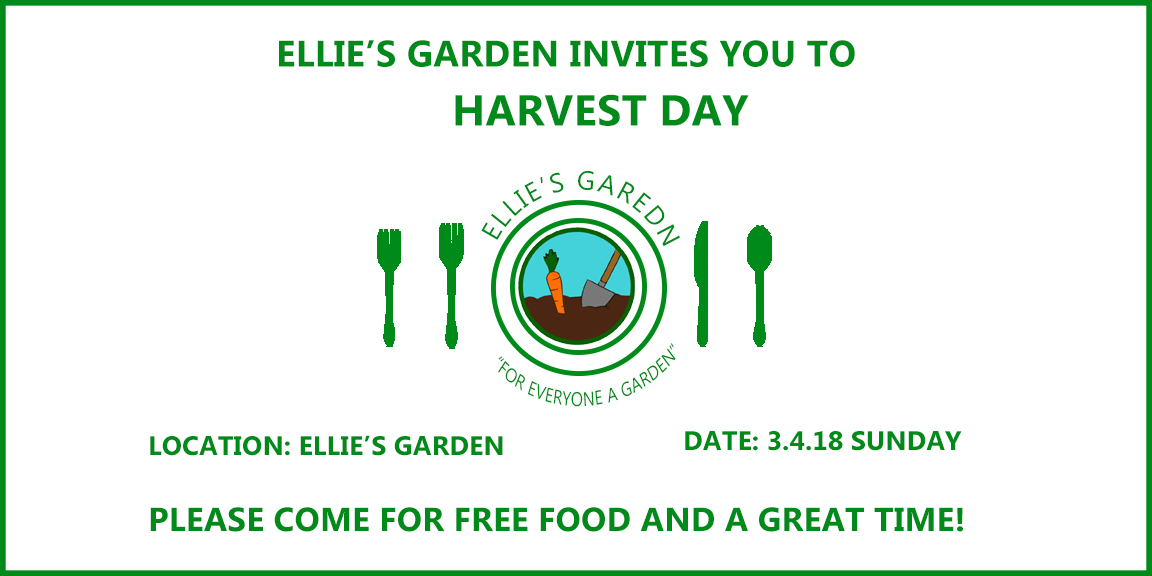 ELLIE’S GARDEN INVITES YOU TO
HARVEST DAY
ELLIE'S GAREDN
“FOR EVERYONE A GARDEN”
LOCATION: ELLIE’S GARDEN
DATE: 3.4.18 SUNDAY
PLEASE COME FOR FREE FOOD AND A GREAT TIME!